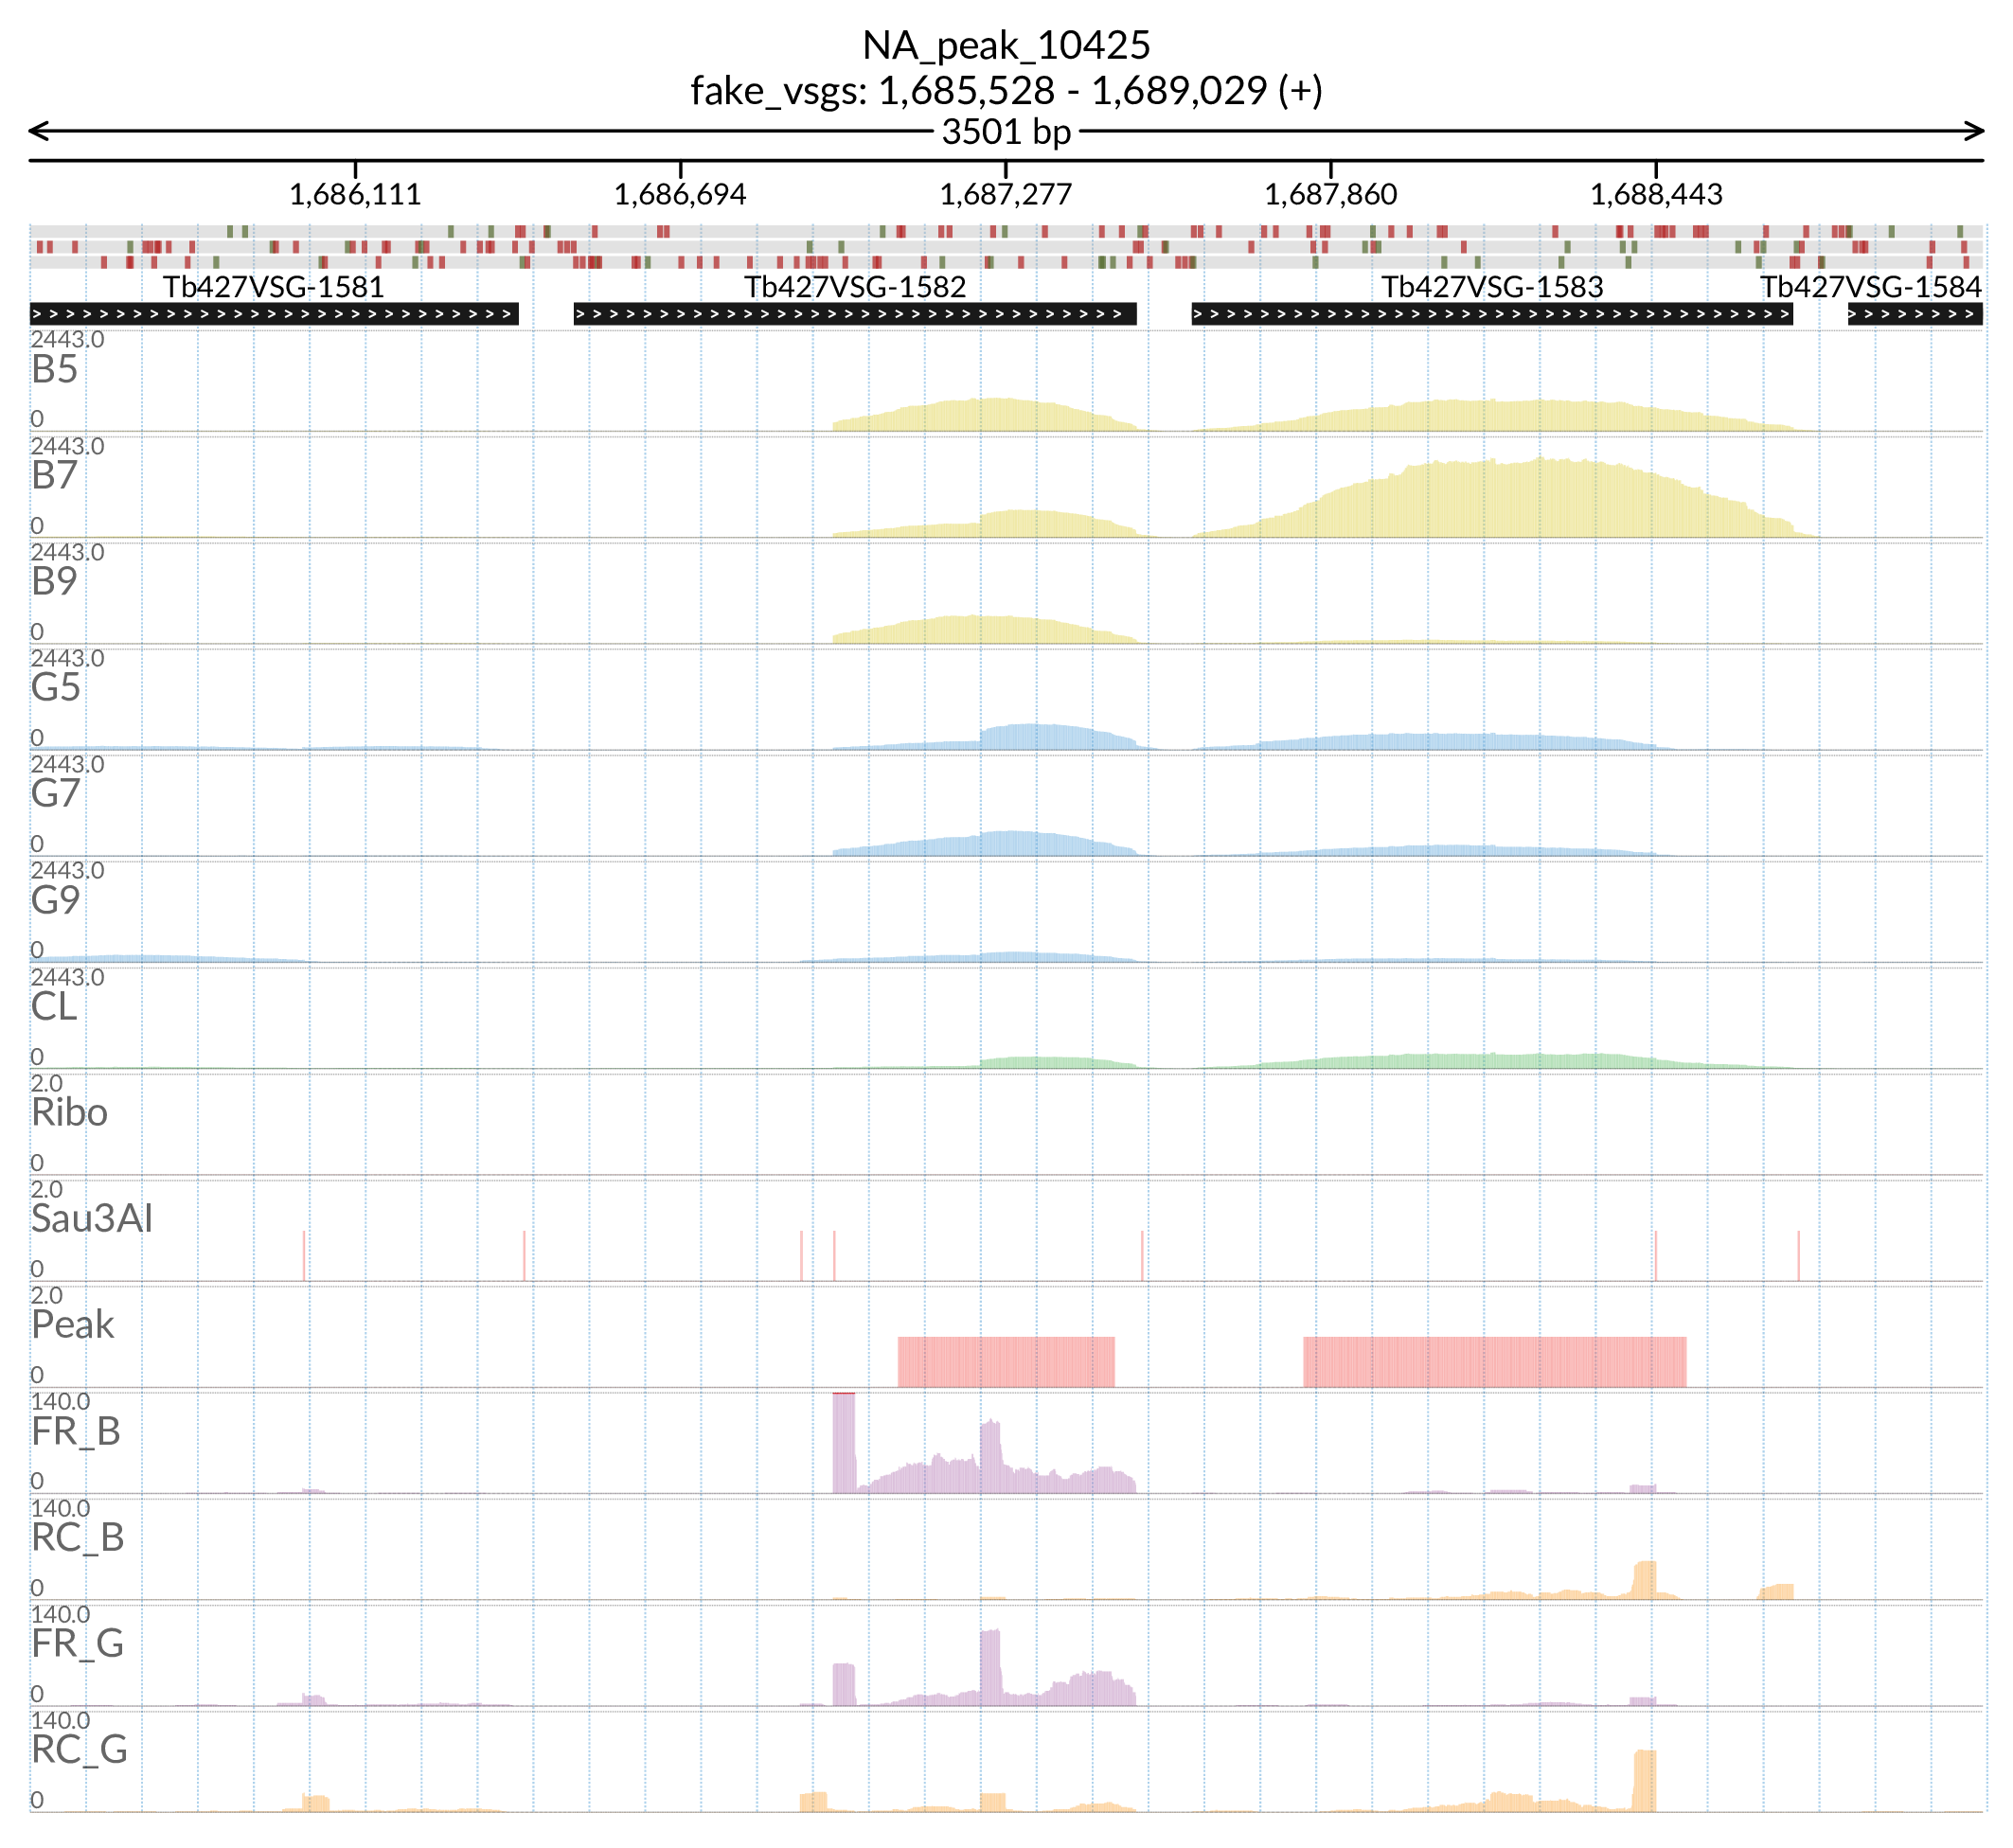 NA_peak_10425
fake_vsgs: 1,685,528 - 1,689,029 (+)
3501 bp
1,686,111 1,686,694 1,687,277 1,687,860 1,688,443
Tb427VSG-1581 Tb427VSG-1582 Tb427VSG-1583 Tb427VSG-1584
2443.0
B5
0
2443.0
B7
0
2443.0
B9
0
2443.0
G5
0
2443.0
G7
0
2443.0
G9
0
2443.0
CL
0
2.0
Ribo
0
2.0
Sau3AI
0
2.0
Peak
0
140.0
FR_B
0
140.0
RC_B
0
140.0
FR_G
0
140.0
RC_G
0